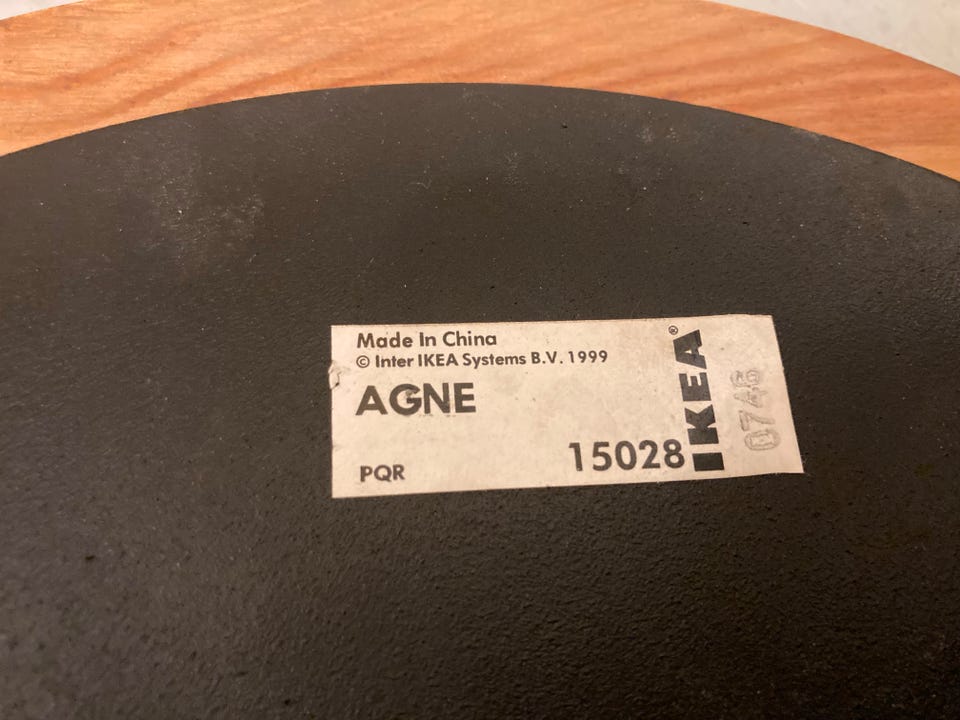 Made In China
© Inter IKEA Systems B.V. 1999
AGNE
PQR
15028
IKEA®
0746